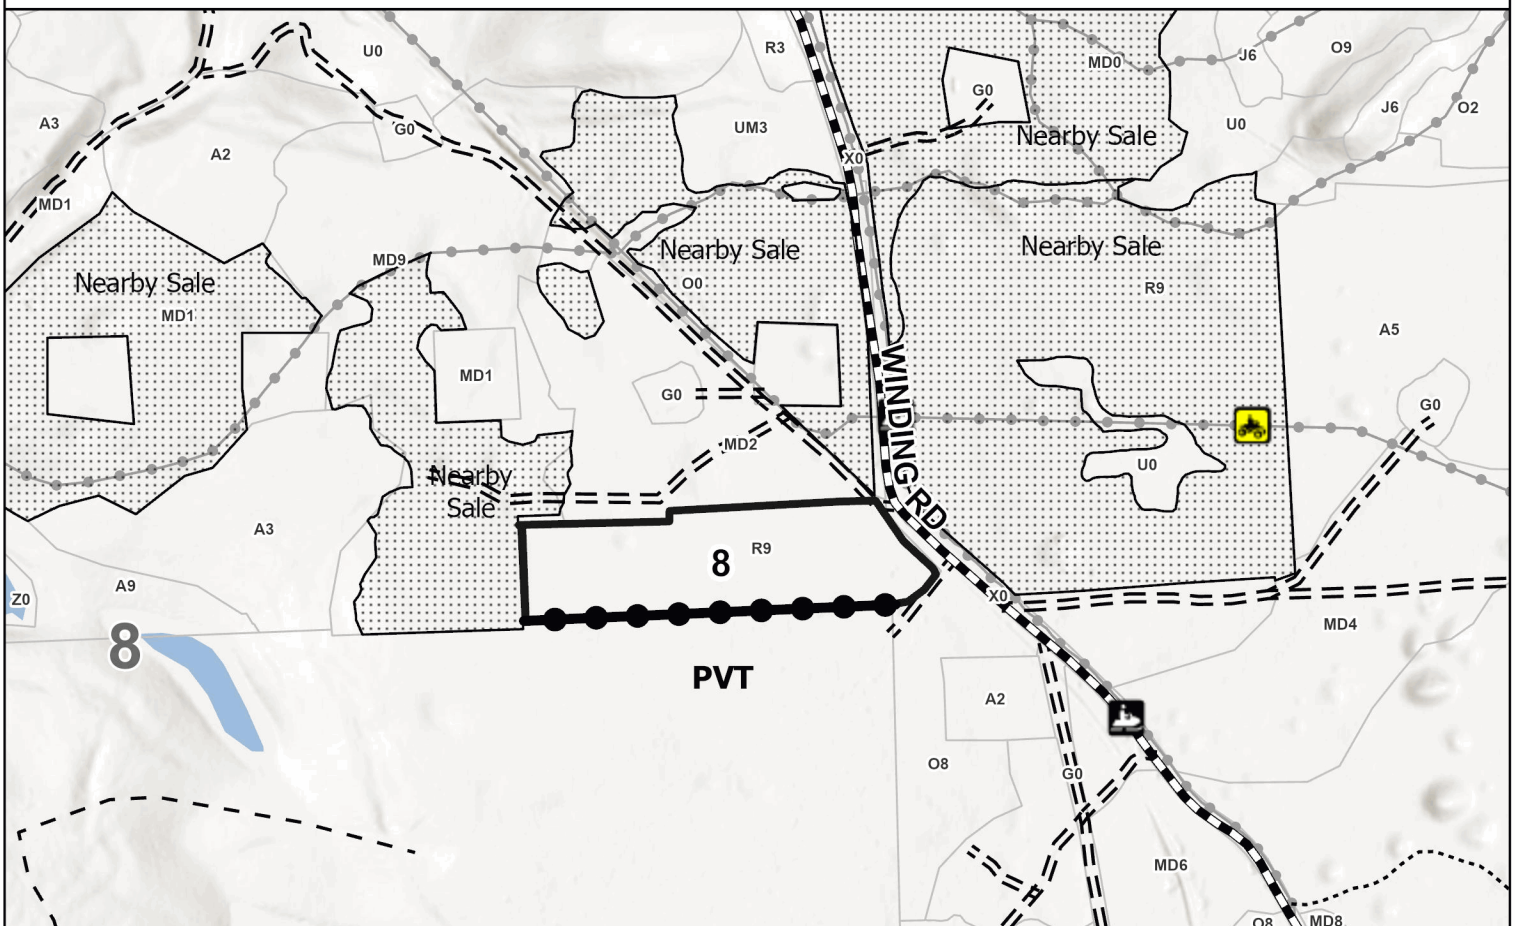 R3
U0
MD0
J6
O9
G0
A3
G0
UM3
J6
O2
U0
Nearby Sale
A2
X0
MD1
Nearby Sale
Nearby Sale
MD9
Nearby Sale
O0
R9
MD1
A5
MD1
G0
G0
WINDING RD
MD2
U0
Nearby
Sale
A3
R9
8
A9
Z0
X0
MD4
8
PVT
A2
O8
G0
MD6
O8
MD8